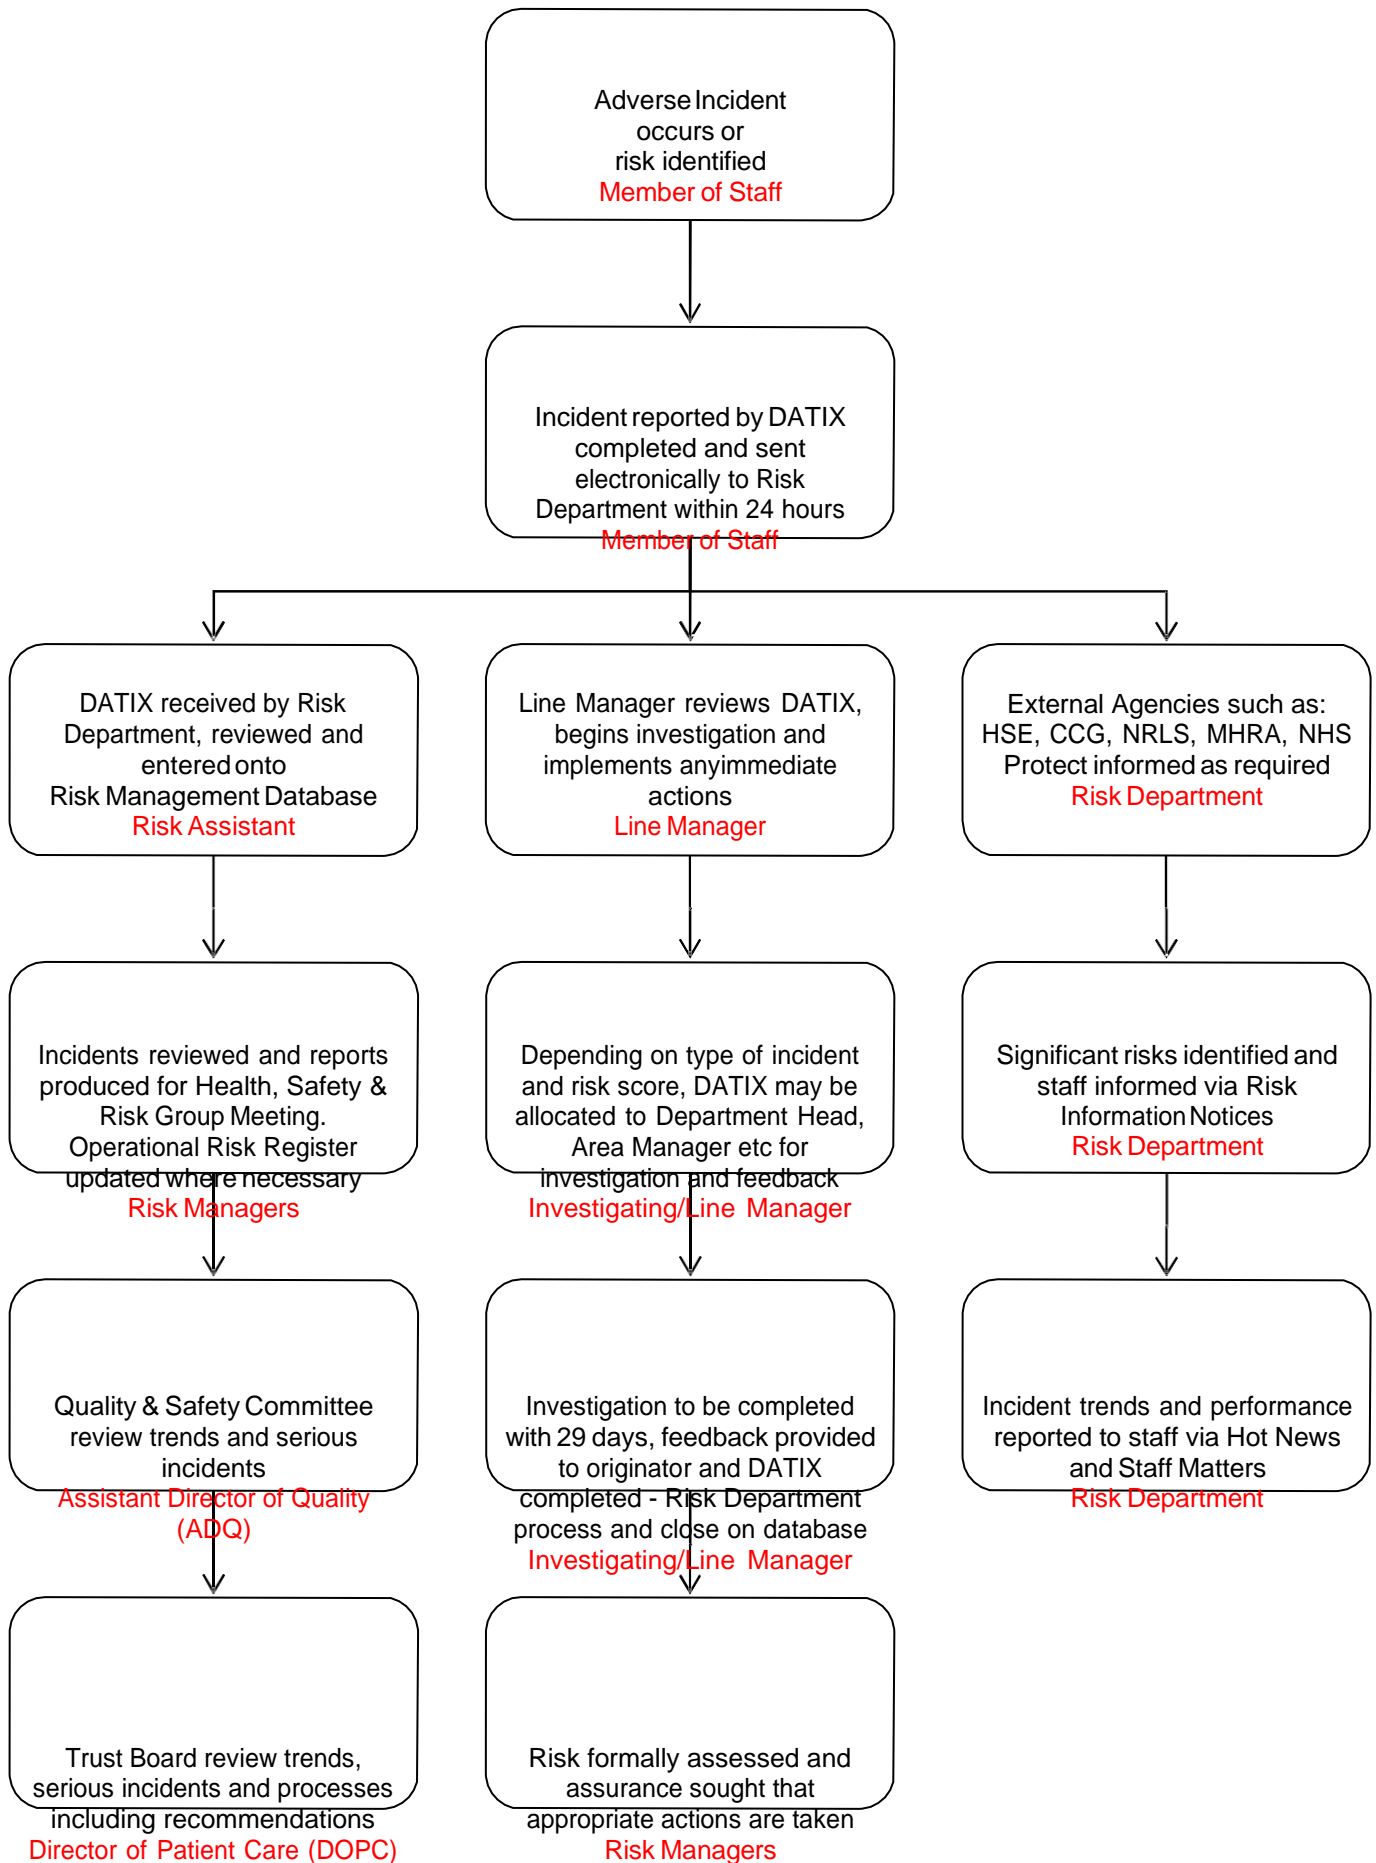 Adverse Incident
occurs or
risk identified
Member of Staff
Incident reported by DATIX
completed and sent
electronically to Risk
Department within 24 hours
Member of Staff
DATIX received by Risk
Department, reviewed and
entered onto
Risk Management Database
Risk Assistant
Line Manager reviews DATIX,
begins investigation and
implements anyimmediate
actions
Line Manager
External Agencies such as:
HSE, CCG, NRLS, MHRA, NHS
Protect informed as required
Risk Department
Incidents reviewed and reports
produced for Health, Safety &
Risk Group Meeting.
Operational Risk Register
updated where necessary
Risk Managers
Depending on type of incident
and risk score, DATIX may be
allocated to Department Head,
Area Manager etc for
investigation and feedback
Investigating/Line Manager
Significant risks identified and
staff informed via Risk
Information Notices
Risk Department
Quality & Safety Committee
review trends and serious
incidents
Assistant Director of Quality
(ADQ)
Investigation to be completed
with 29 days, feedback provided
to originator and DATIX
completed - Risk Department
process and close on database
Investigating/Line Manager
Incident trends and performance
reported to staff via Hot News
and Staff Matters
Risk Department
Trust Board review trends,
serious incidents and processes
including recommendations
Director of Patient Care (DOPC)
Risk formally assessed and
assurance sought that
appropriate actions are taken
Risk Managers